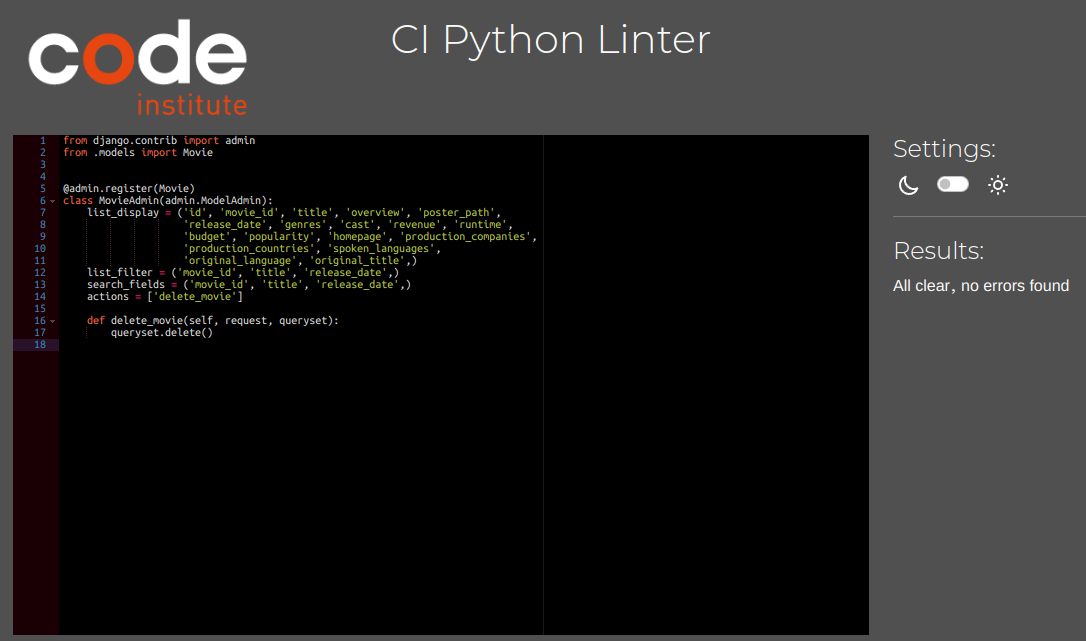 code
institute
CI Python Linter
1 from django.contrib import admin
2 from .models import Movie
3
4
5 @admin.register(Movie)
6 class MovieAdmin(admin.ModelAdmin):
7     list_display = ('id', 'movie_id', 'title', 'overview', 'poster_path',
8                     'release_date', 'genres', 'cast', 'revenue', 'runtime',
9                     'budget', 'popularity', 'homepage', 'production_companies',
10                     'production_countries', 'spoken_languages',
11                     'original_language', 'original_title',)
12     list_filter = ('movie_id', 'title', 'release_date',)
13     search_fields = ('movie_id', 'title', 'release_date',)
14     actions = ['delete_movie']
15
16     def delete_movie(self, request, queryset):
17         queryset.delete()
18
Settings:
Results:
All clear, no errors found